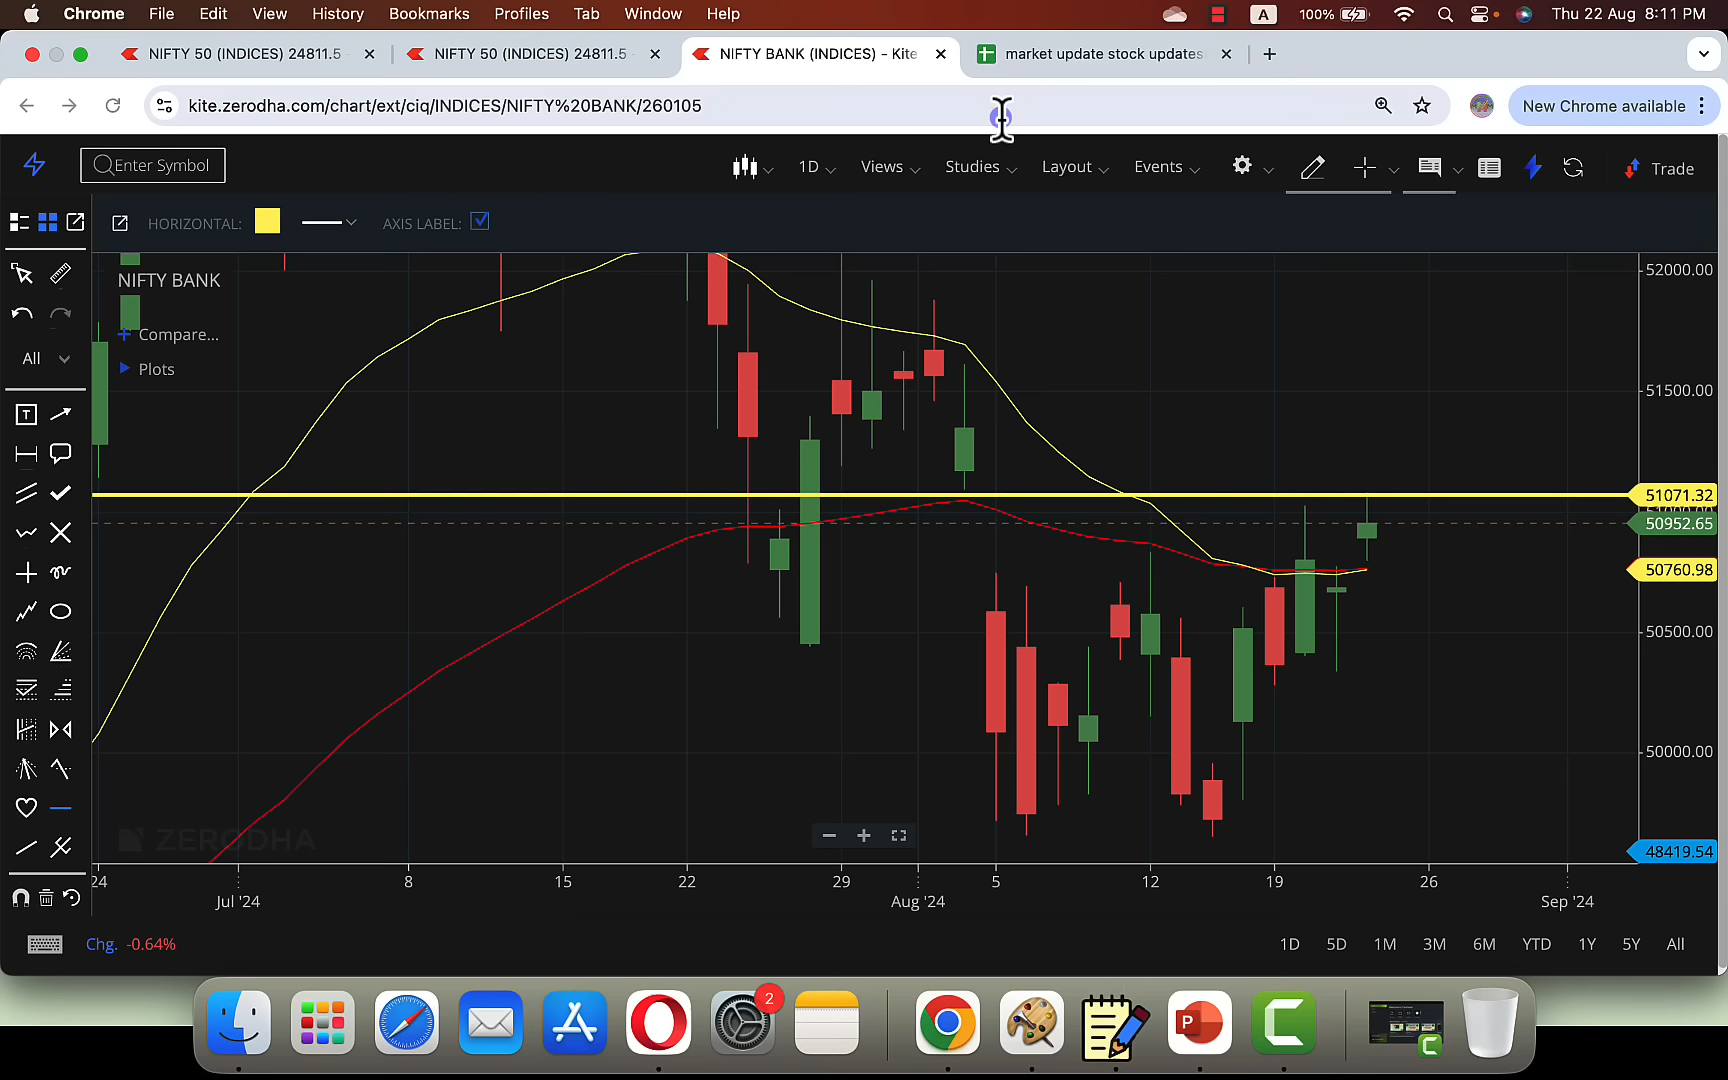 Chrome File Edit View History Bookmarks Profiles Tab Window Help A 100% Thu 22 Aug 8:11 PM
NIFTY 50 (INDICES) 24811.5 NIFTY 50 (INDICES) 24811.5 NIFTY BANK (INDICES) - Kite market update stock updates
kite.zerodha.com/chart/ext/ciq/INDICES/NIFTY%20BANK/260105 New Chrome available
Enter Symbol 1D Views Studies Layout Events Trade
HORIZONTAL: AXIS LABEL:
NIFTY BANK
+ Compare...
Plots
All
T
52000.00
51500.00
51071.32
50952.65
50760.98
50500.00
50000.00
48419.54
ZERODHA
24 8 15 22 29 5 12 19 26
Jul '24 Aug '24 Sep '24
Chg. -0.64% 1D 5D 1M 3M 6M YTD 1Y 5Y All
2
P
C
C